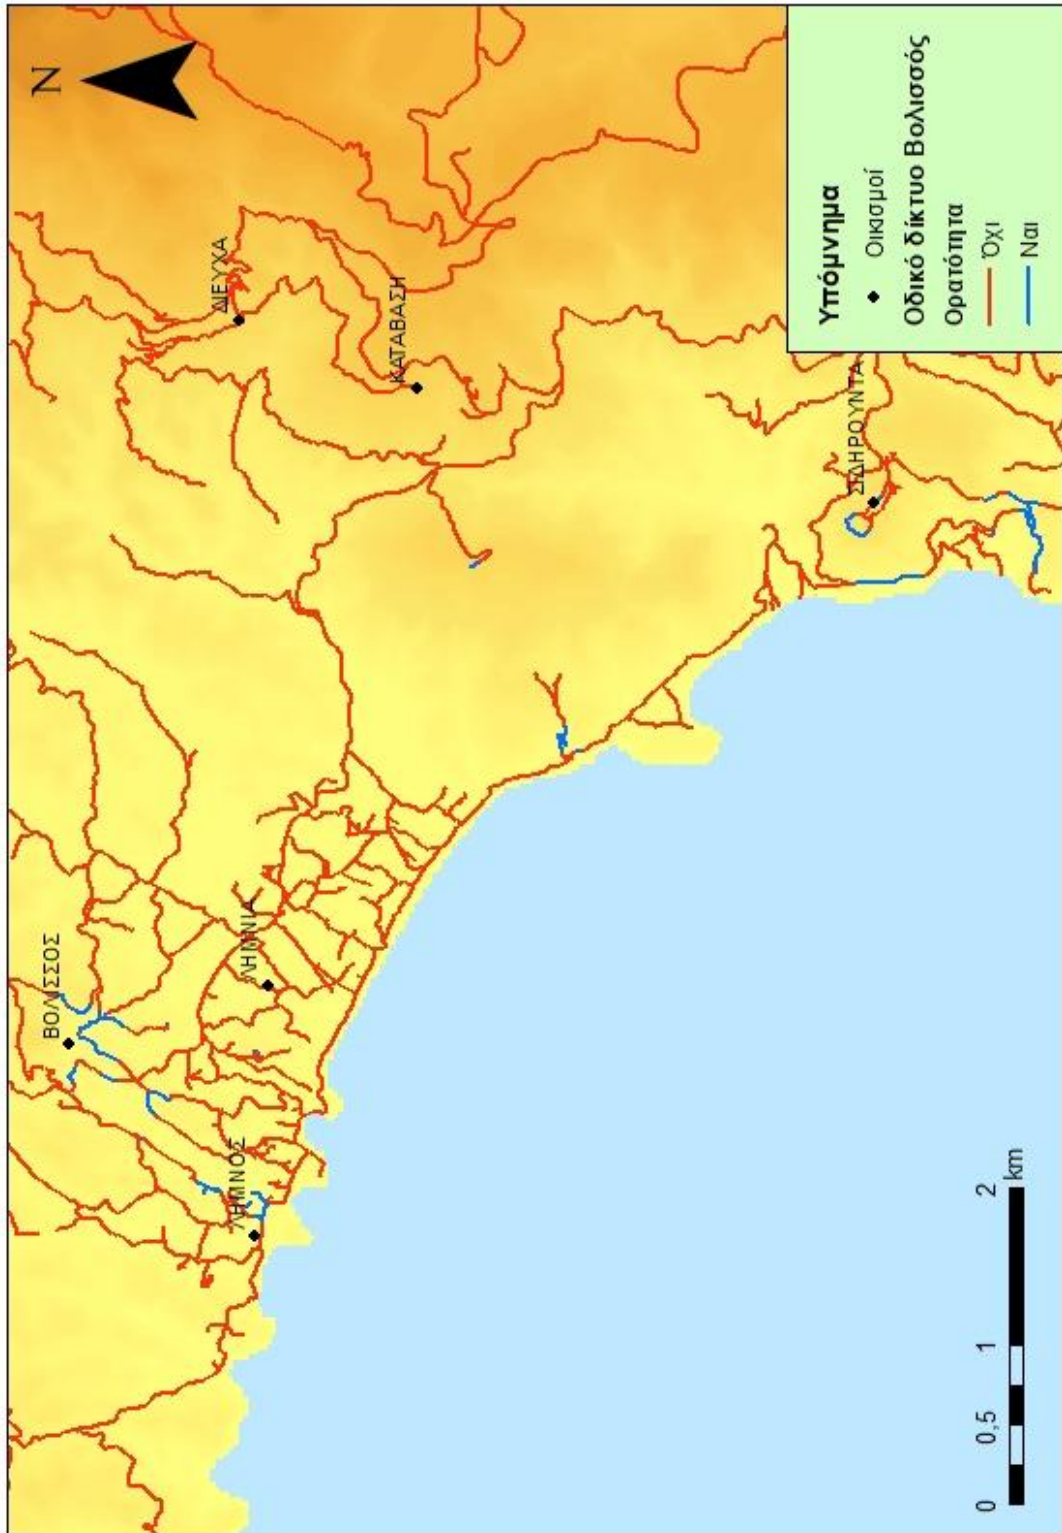 N
ΒΟΛΙΣΣΟΣ
ΔΙΕΥΧΑ
ΛΗΜΝΟΣ
ΛΗΜΝΙΑ
ΚΑΤΑΒΑΣΗ
ΣΙΔΗΡΟΥΝΤΑ
Υπόμνημα
Οικισμοί
Οδικό δίκτυο Βολισσός
Ορατότητα
Όχι
Ναι
0 0,5 1 2
km